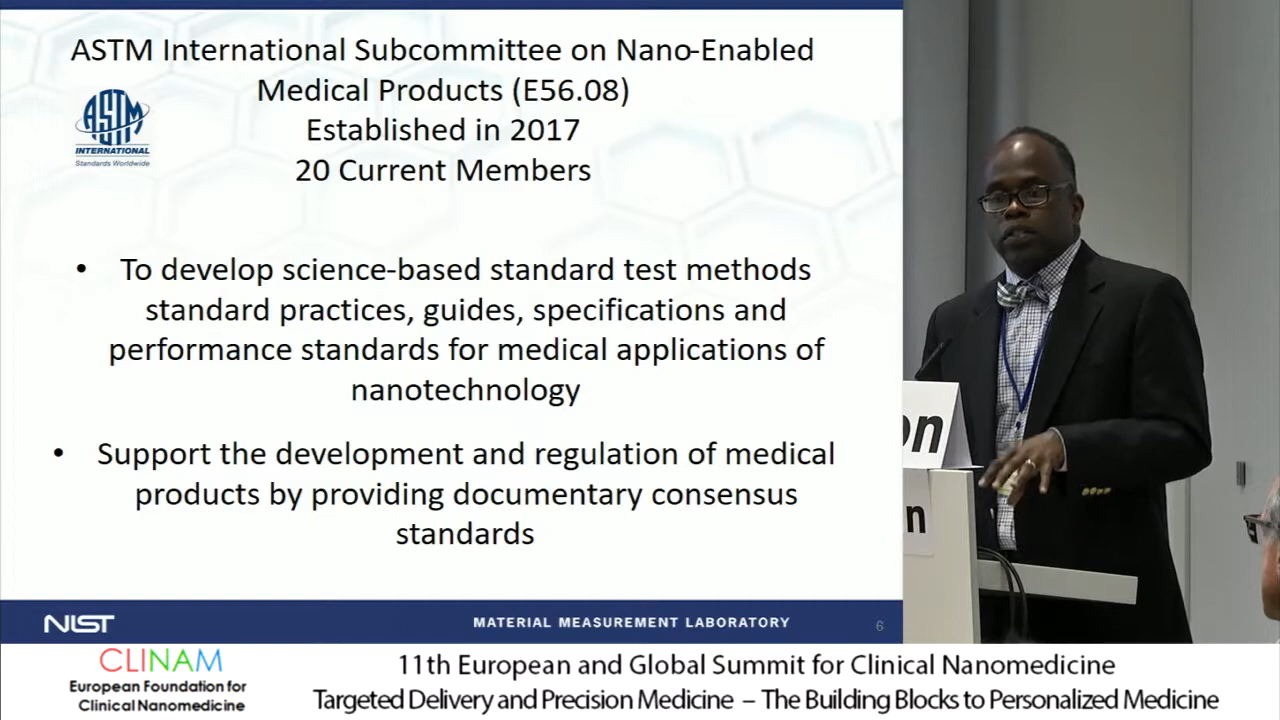 ASTM International Subcommittee on Nano-Enabled
Medical Products (E56.08)
Established in 2017
20 Current Members
ASTM
INTERNATIONAL
Standards Worldwide
• To develop science-based standard test methods
standard practices, guides, specifications and
performance standards for medical applications of
nanotechnology
• Support the development and regulation of medical
products by providing documentary consensus
standards
NIST
MATERIAL MEASUREMENT LABORATORY
6
on
n
CLINAM
European Foundation for
Clinical Nanomedicine
11th European and Global Summit for Clinical Nanomedicine
Targeted Delivery and Precision Medicine – The Building Blocks to Personalized Medicine